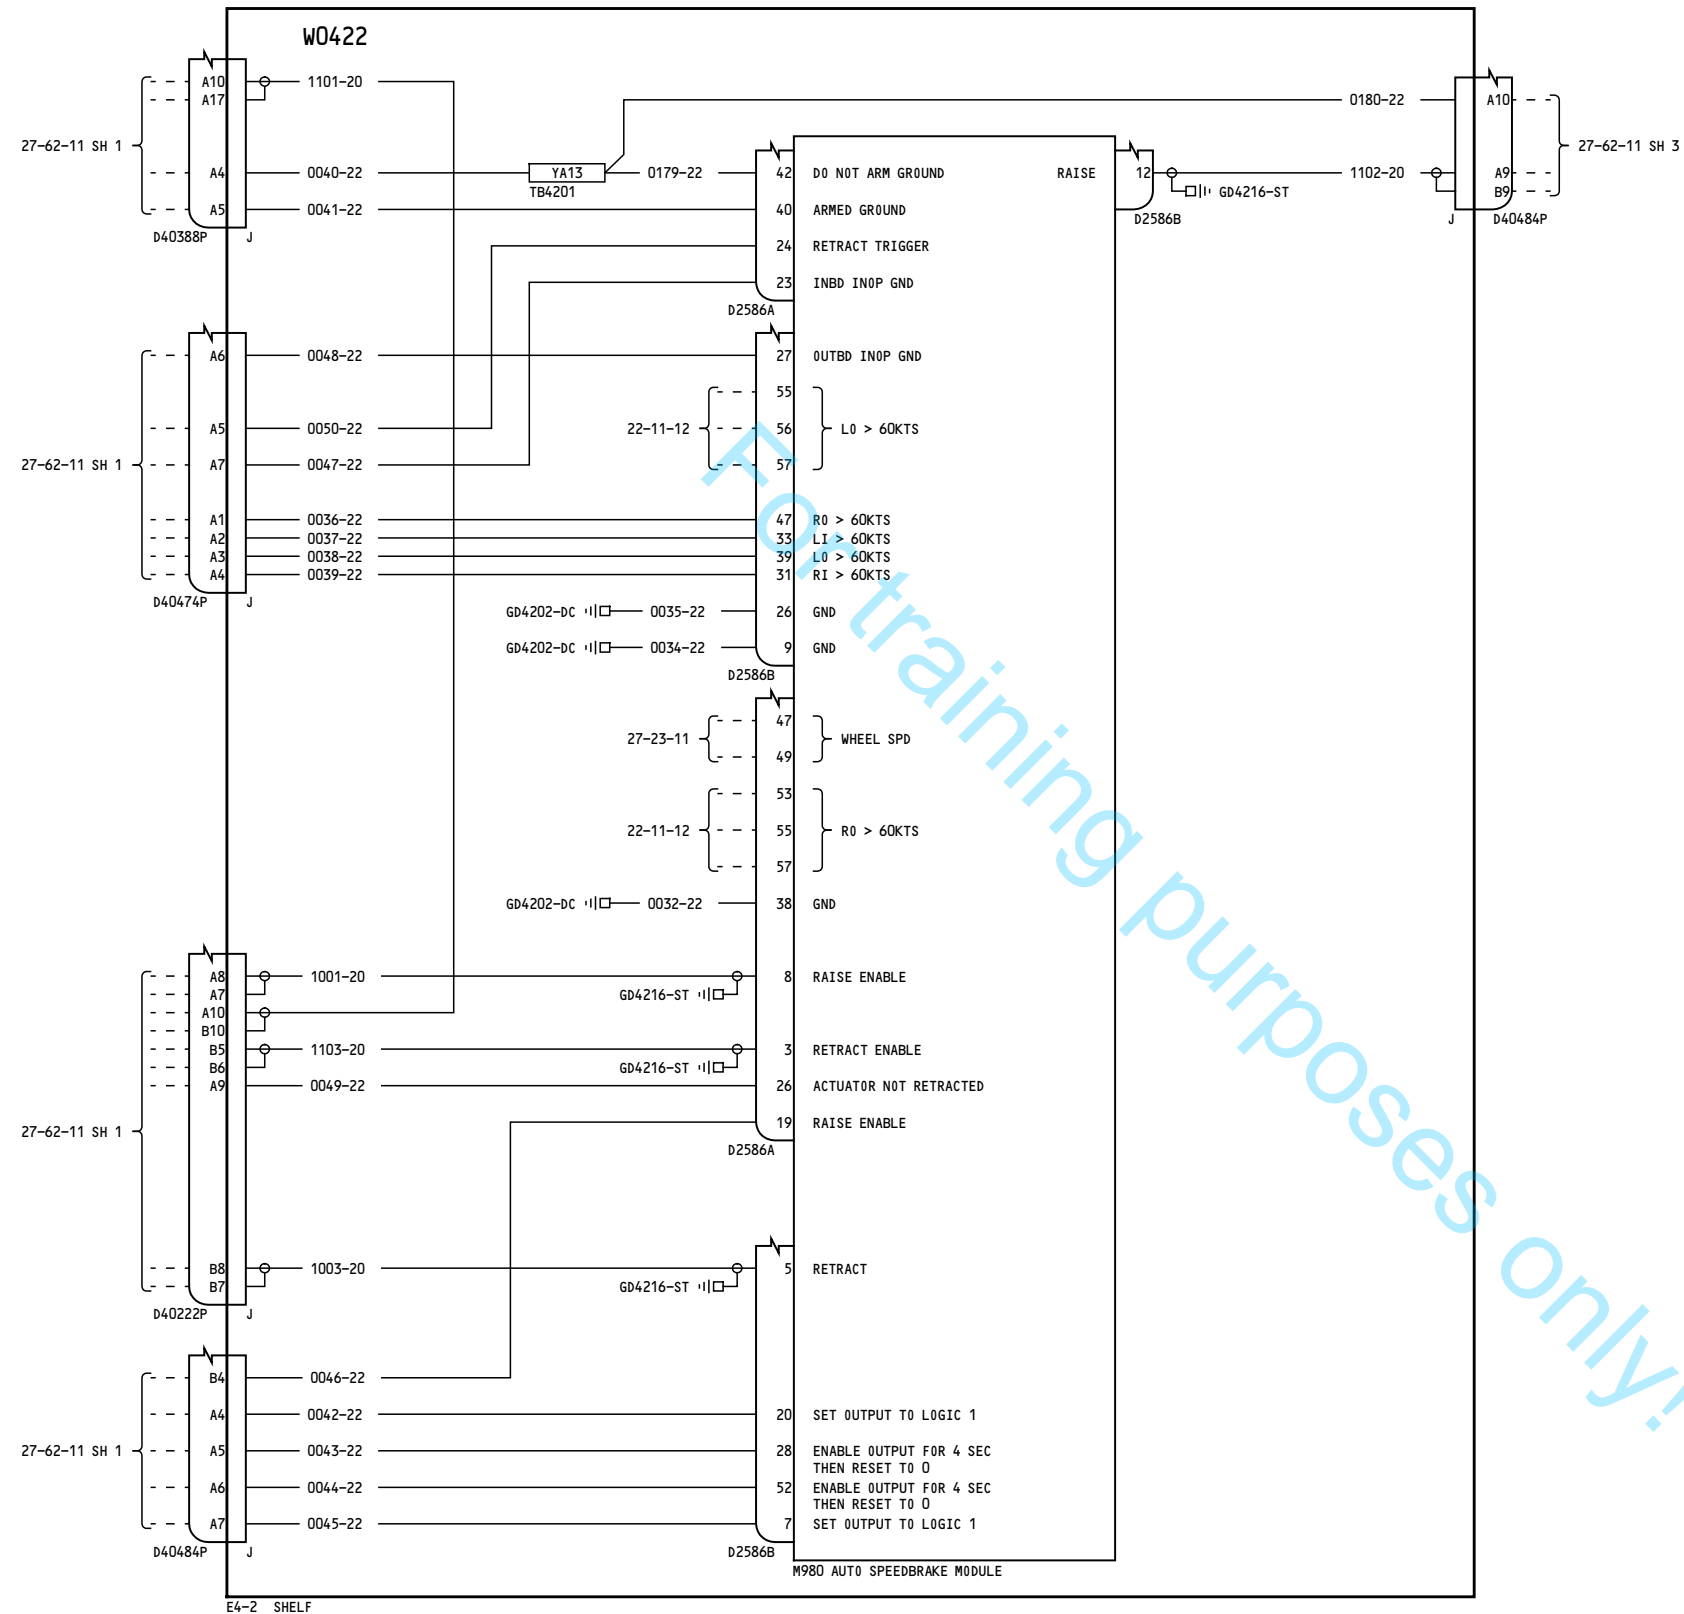 W0422
A10 1101-20
A17
0180-22 A10
27-62-11 SH 1
27-62-11 SH 3
A4 0040-22 YA13 0179-22 42 DO NOT ARM GROUND RAISE 12 1102-20 A9
TB4201
GD4216-ST B9
A5 0041-22 40 ARMED GROUND
D2586B J D40484P
D40388P J
24 RETRACT TRIGGER
23 INBD INOP GND
D2586A
A6 0048-22 27 OUTBD INOP GND
55
A5 0050-22 22-11-12 56 LO > 60KTS
27-62-11 SH 1 A7 0047-22 57
A1 0036-22 47 RO > 60KTS
A2 0037-22 33 LI > 60KTS
A3 0038-22 39 LO > 60KTS
A4 0039-22 31 RI > 60KTS
D40474P J
GD4202-DC 0035-22 26 GND
GD4202-DC 0034-22 9 GND
D2586B
47
27-23-11 WHEEL SPD
49
53
22-11-12 55 RO > 60KTS
57
GD4202-DC 0032-22 38 GND
A8 1001-20 8 RAISE ENABLE
A7 GD4216-ST
A10
B10
B5 1103-20 3 RETRACT ENABLE
B6 GD4216-ST
A9 0049-22 26 ACTUATOR NOT RETRACTED
19 RAISE ENABLE
27-62-11 SH 1
D2586A
B8 1003-20 5 RETRACT
B7 GD4216-ST
D40222P J
B4 0046-22
A4 0042-22 20 SET OUTPUT TO LOGIC 1
27-62-11 SH 1 A5 0043-22 28 ENABLE OUTPUT FOR 4 SEC
THEN RESET TO 0
A6 0044-22 52 ENABLE OUTPUT FOR 4 SEC
THEN RESET TO 0
A7 0045-22 7 SET OUTPUT TO LOGIC 1
D40484P J D2586B
M980 AUTO SPEEDBRAKE MODULE
E4-2 SHELF
For training purposes only!